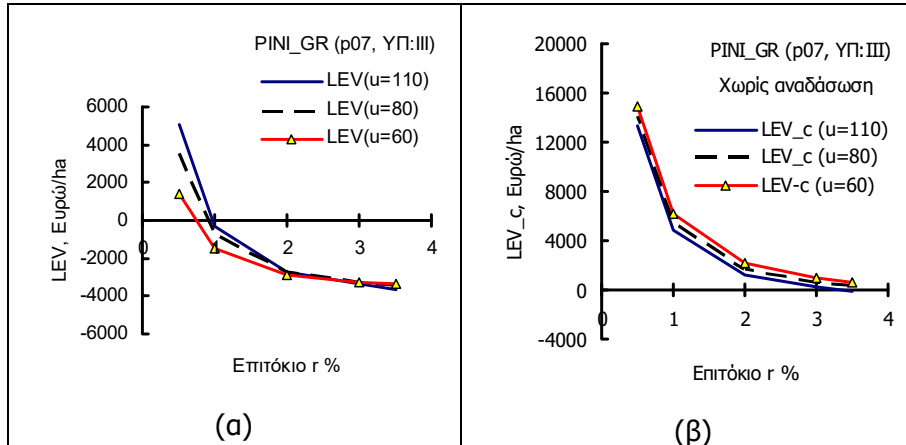 PINI_GR (p07, ΥΠ:III)
LEV(u=110)
LEV(u=80)
LEV(u=60)
6000
4000
2000
0
-2000
-4000
-6000
0 1 2 3 4
LEV, Ευρώ/ha
Επιτόκιο r %
(α)
PINI_GR (p07, ΥΠ:III)
Χωρίς αναδάσωση
LEV_c (u=110)
LEV_c (u=80)
LEV-c (u=60)
20000
16000
12000
8000
4000
0
-4000
0 1 2 3 4
LEV_c, Ευρώ/ha
Επιτόκιο r %
(β)